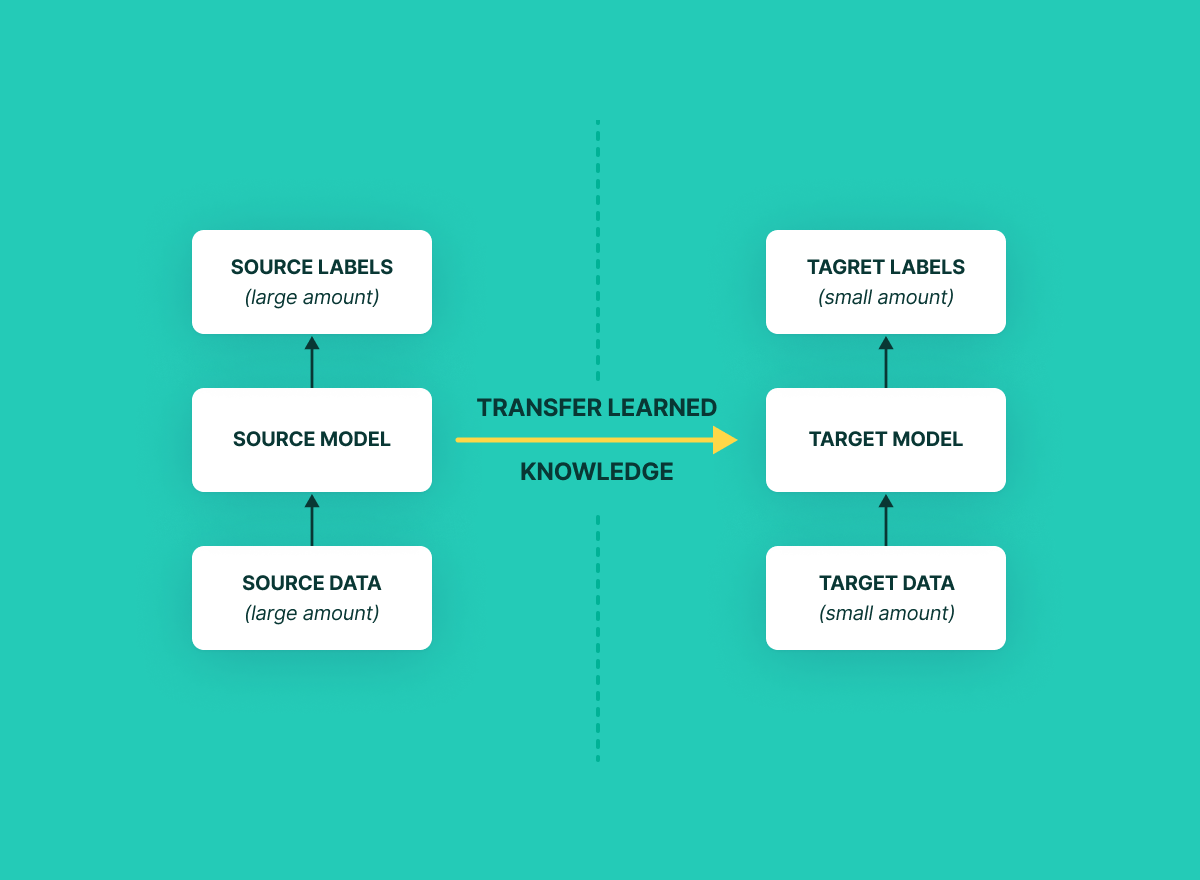 SOURCE LABELS
(large amount)
SOURCE MODEL
SOURCE DATA
(large amount)
TRANSFER LEARNED
KNOWLEDGE
TAGRET LABELS
(small amount)
TARGET MODEL
TARGET DATA
(small amount)